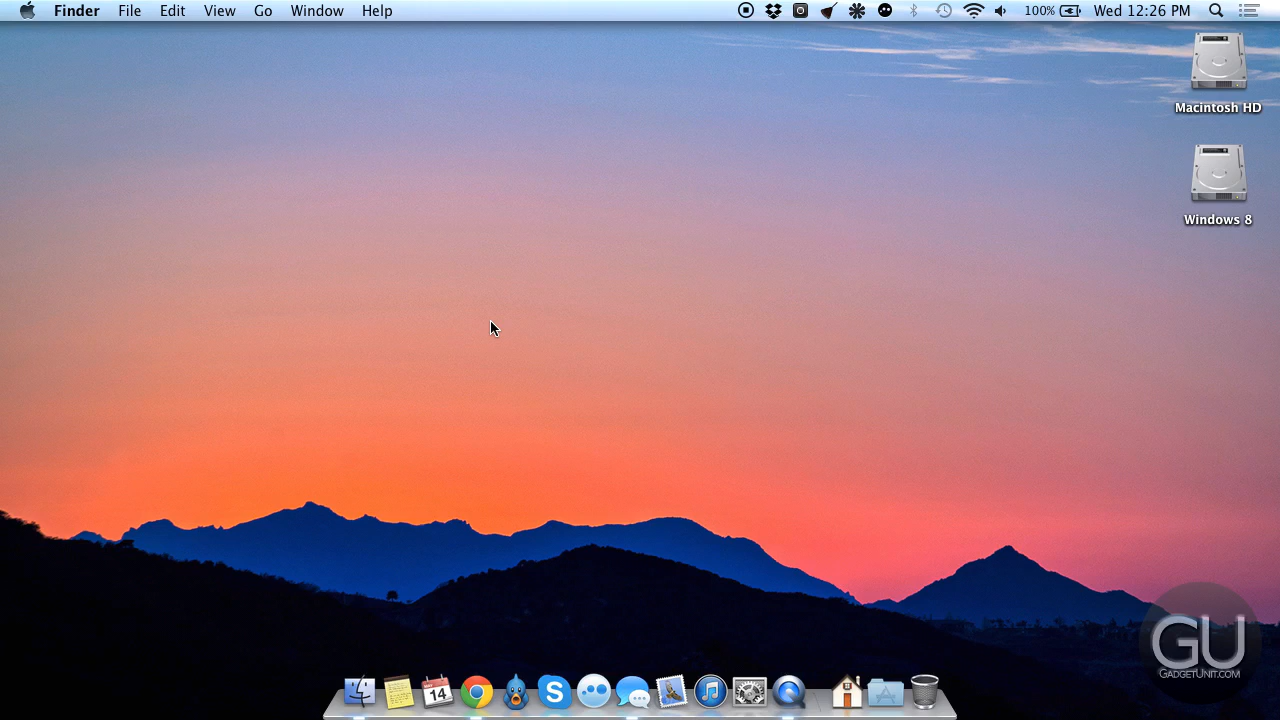 Finder File Edit View Go Window Help 100% Wed 12:26 PM
Macintosh HD
Windows 8
GU
GADGETUNIT.COM
14